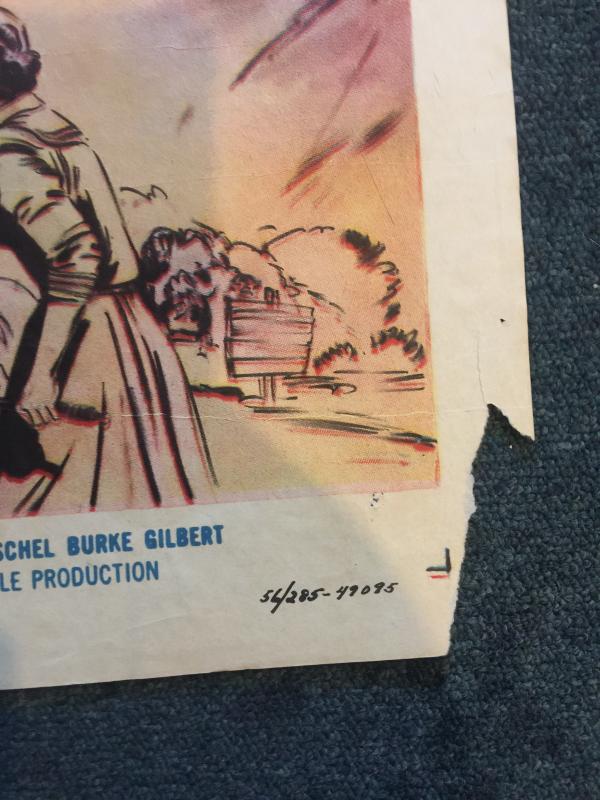 SCHEL BURKE GILBERT
LE PRODUCTION
56/285-49095